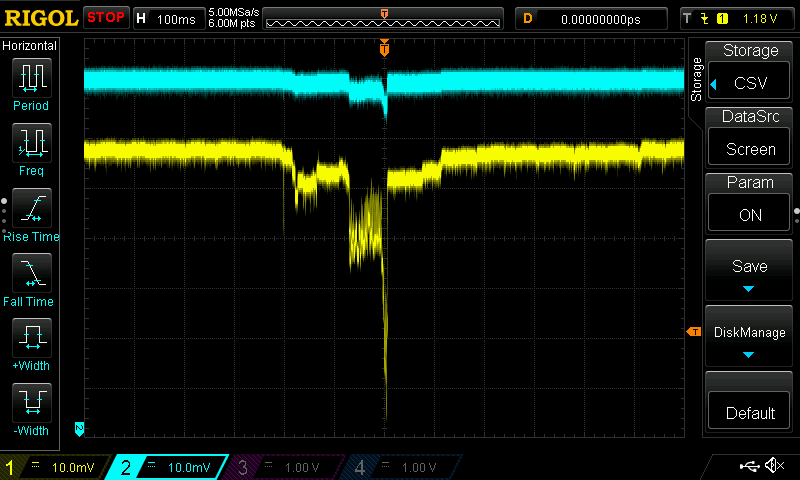 RIGOL STOP H 100ms 5.00MSa/s 6.00M pts D 0.00000000ps T 1 1.18 V
Horizontal
Period
Freq
Rise Time
Fall Time
+Width
-Width
T
T
T
2
Storage
Storage
CSV
DataSrc
Screen
Param
ON
Save
DiskManage
Default
1 10.0mV 2 10.0mV 3 1.00 V 4 1.00 V